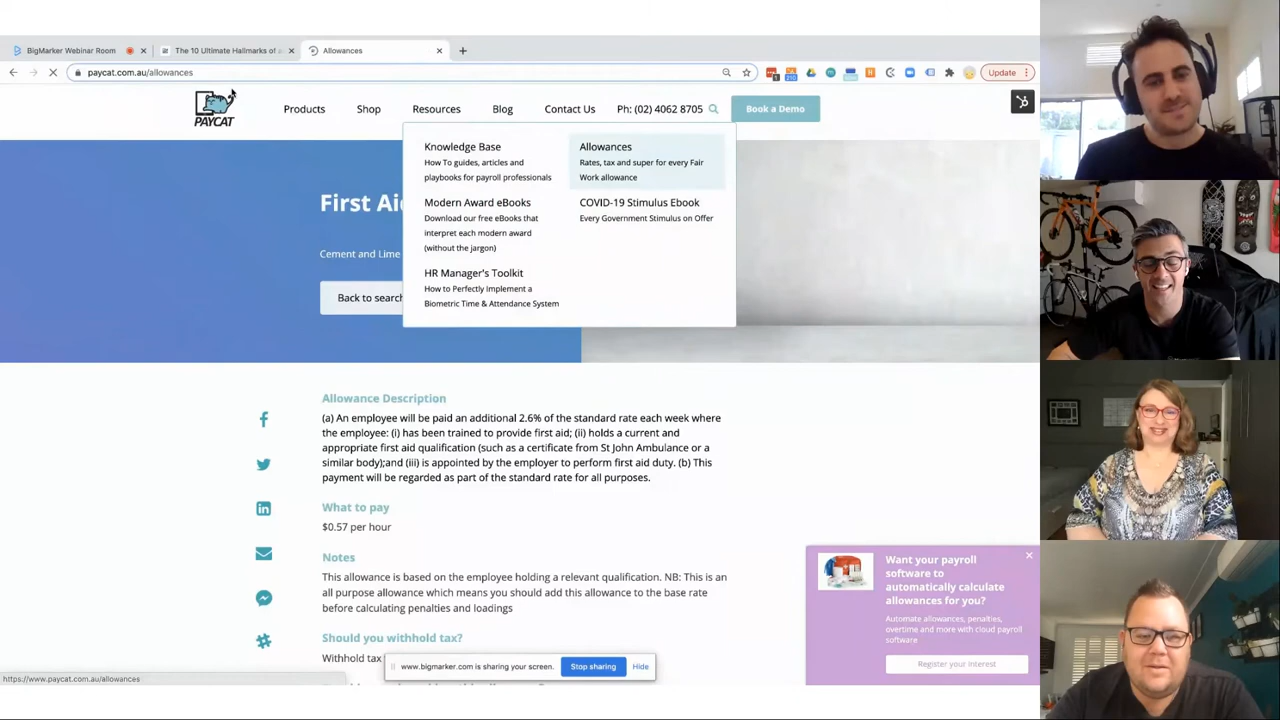 BigMarker Webinar Room
The 10 Ultimate Hallmarks of a
Allowances
paycat.com.au/allowances
Update
PAYCAT
Products
Shop
Resources
Blog
Contact Us
Ph: (02) 4062 8705
Book a Demo
Knowledge Base
How To guides, articles and
playbooks for payroll professionals
Modern Award eBooks
Download our free eBooks that
interpret each modern award
(without the jargon)
HR Manager's Toolkit
How to Perfectly Implement a
Biometric Time & Attendance System
Allowances
Rates, tax and super for every Fair
Work allowance
COVID-19 Stimulus Ebook
Every Government Stimulus on Offer
First Ai
Cement and Lime
Back to search
Allowance Description
(a) An employee will be paid an additional 2.6% of the standard rate each week where
the employee: (i) has been trained to provide first aid; (ii) holds a current and
appropriate first aid qualification (such as a certificate from St John Ambulance or a
similar body);and (iii) is appointed by the employer to perform first aid duty. (b) This
payment will be regarded as part of the standard rate for all purposes.
What to pay
$0.57 per hour
Notes
This allowance is based on the employee holding a relevant qualification. NB: This is an
all purpose allowance which means you should add this allowance to the base rate
before calculating penalties and loadings
Should you withhold tax?
Withhold tax
Want your payroll
software to
automatically calculate
allowances for you?
Automate allowances, penalties,
overtime and more with cloud payroll
software
Register your interest
www.bigmarker.com is sharing your screen.
Stop sharing
Hide
https://www.paycat.com.au/allowances